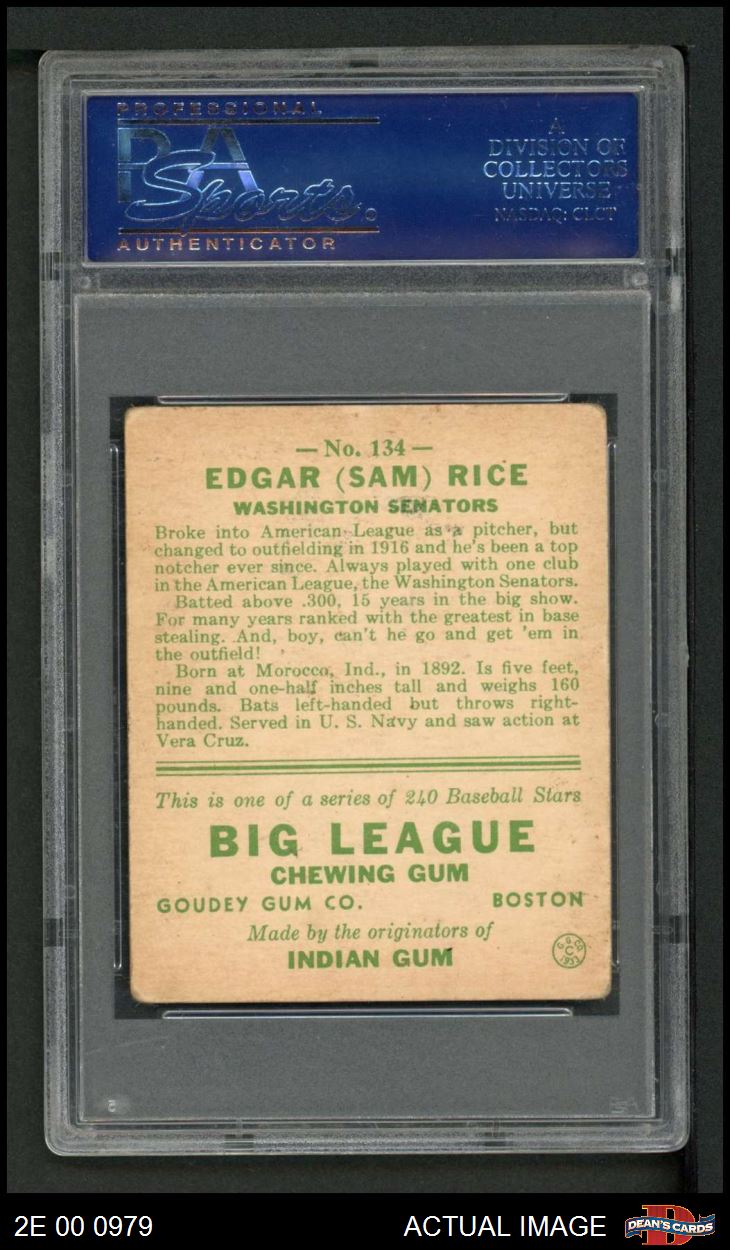 PROFESSIONAL
PSA
Sports
AUTHENTICATOR
A
DIVISION OF
COLLECTORS
UNIVERSE
NASDAQ: CLCT
— No. 134 —
EDGAR (SAM) RICE
WASHINGTON SENATORS
Broke into American League as a pitcher, but
changed to outfielding in 1916 and he's been a top
notcher ever since. Always played with one club
in the American League, the Washington Senators.
Batted above .300, 15 years in the big show.
For many years ranked with the greatest in base
stealing. And, boy, can't he go and get 'em in
the outfield!
Born at Morocco, Ind., in 1892. Is five feet,
nine and one-half inches tall and weighs 160
pounds. Bats left-handed but throws right-
handed. Served in U. S. Navy and saw action at
Vera Cruz.
This is one of a series of 240 Baseball Stars
BIG LEAGUE
CHEWING GUM
GOUDEY GUM CO. BOSTON
Made by the originators of
INDIAN GUM
G.G.CO.
C
1933
2E 00 0979 ACTUAL IMAGE
D
DEAN'S CARDS